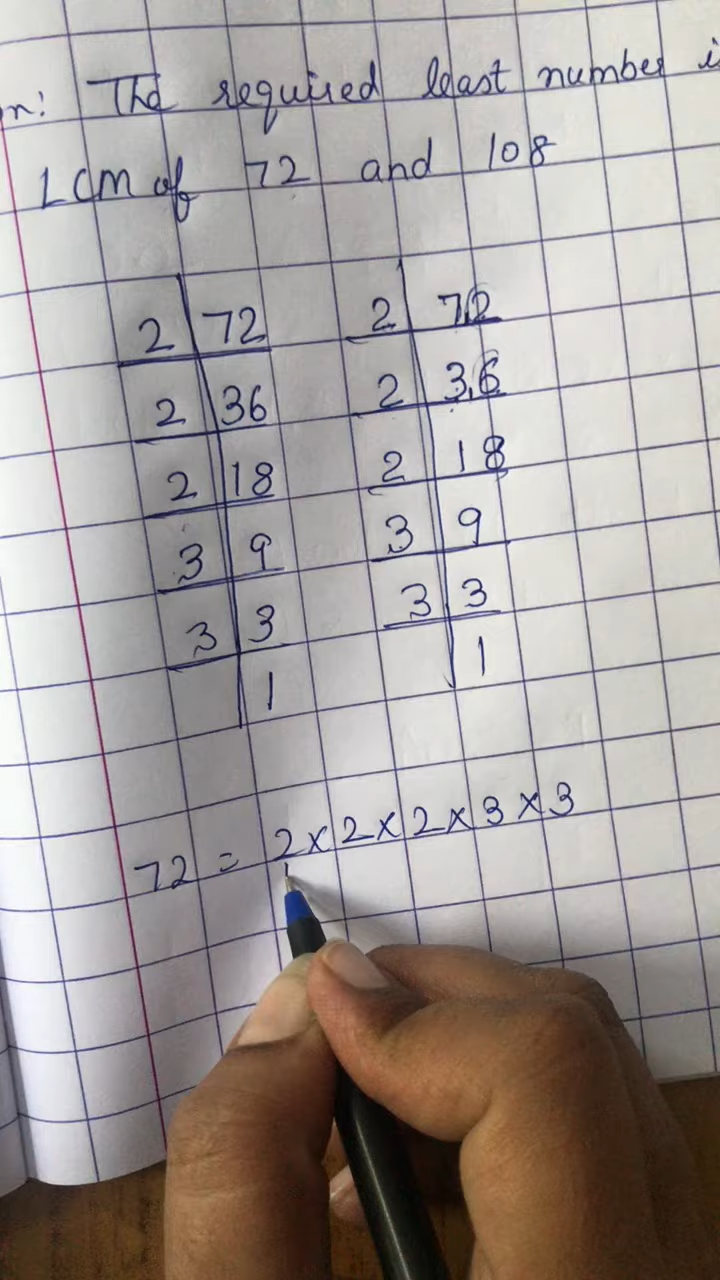 n: The required least number i
LCM of 72 and 108
2 72 2 72
2 36 2 36
2 18 2 18
3 9 3 9
3 3 3 3
1 1
72 = 2 × 2 × 2 × 3 × 3